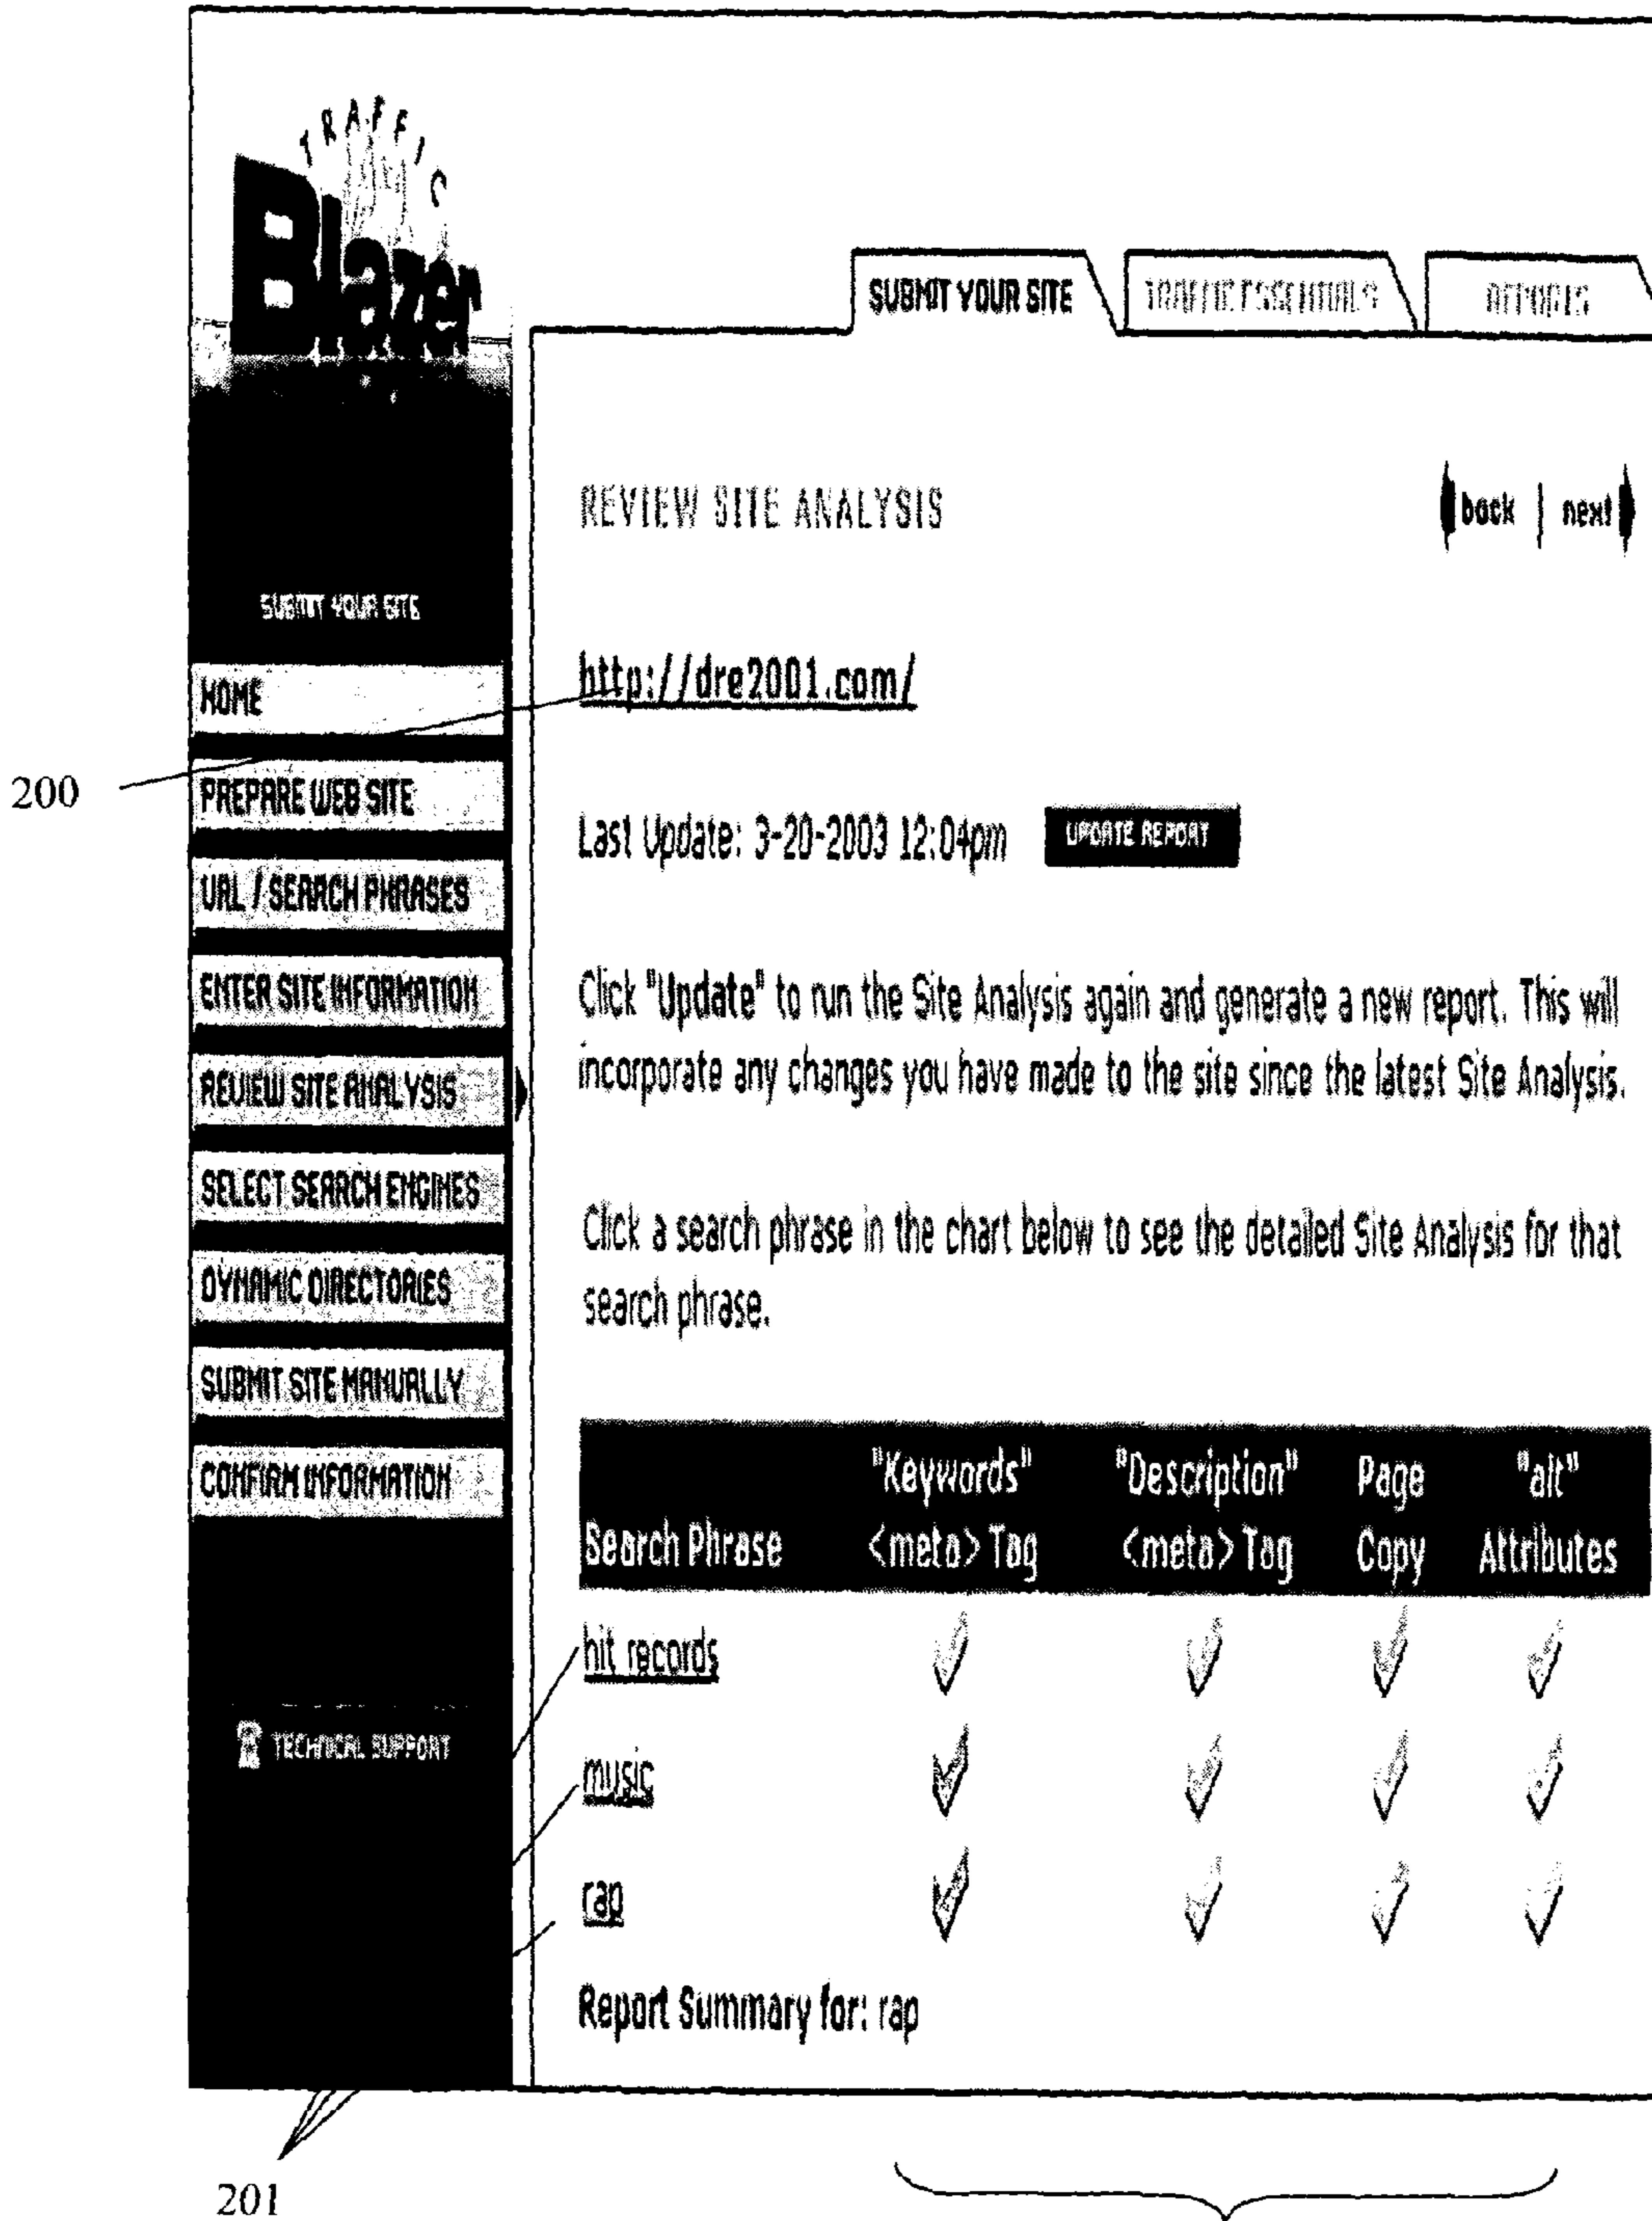 TRAFFIC
Blazer
SUBMIT YOUR SITE
TRAFFIC ESSENTIALS
REPORTS
REVIEW SITE ANALYSIS
back | next
SUBMIT YOUR SITE
http://dre2001.com/
HOME
200
PREPARE WEB SITE
Last Update: 3-20-2003 12:04pm
UPDATE REPORT
URL / SEARCH PHRASES
ENTER SITE INFORMATION
Click "Update" to run the Site Analysis again and generate a new report. This will
incorporate any changes you have made to the site since the latest Site Analysis.
REVIEW SITE ANALYSIS
SELECT SEARCH ENGINES
Click a search phrase in the chart below to see the detailed Site Analysis for that
search phrase.
DYNAMIC DIRECTORIES
SUBMIT SITE MANUALLY
CONFIRM INFORMATION
"Keywords" "Description" Page "alt"
Search Phrase <meta> Tag <meta> Tag Copy Attributes
hit records
TECHNICAL SUPPORT
music
rap
Report Summary for: rap
201